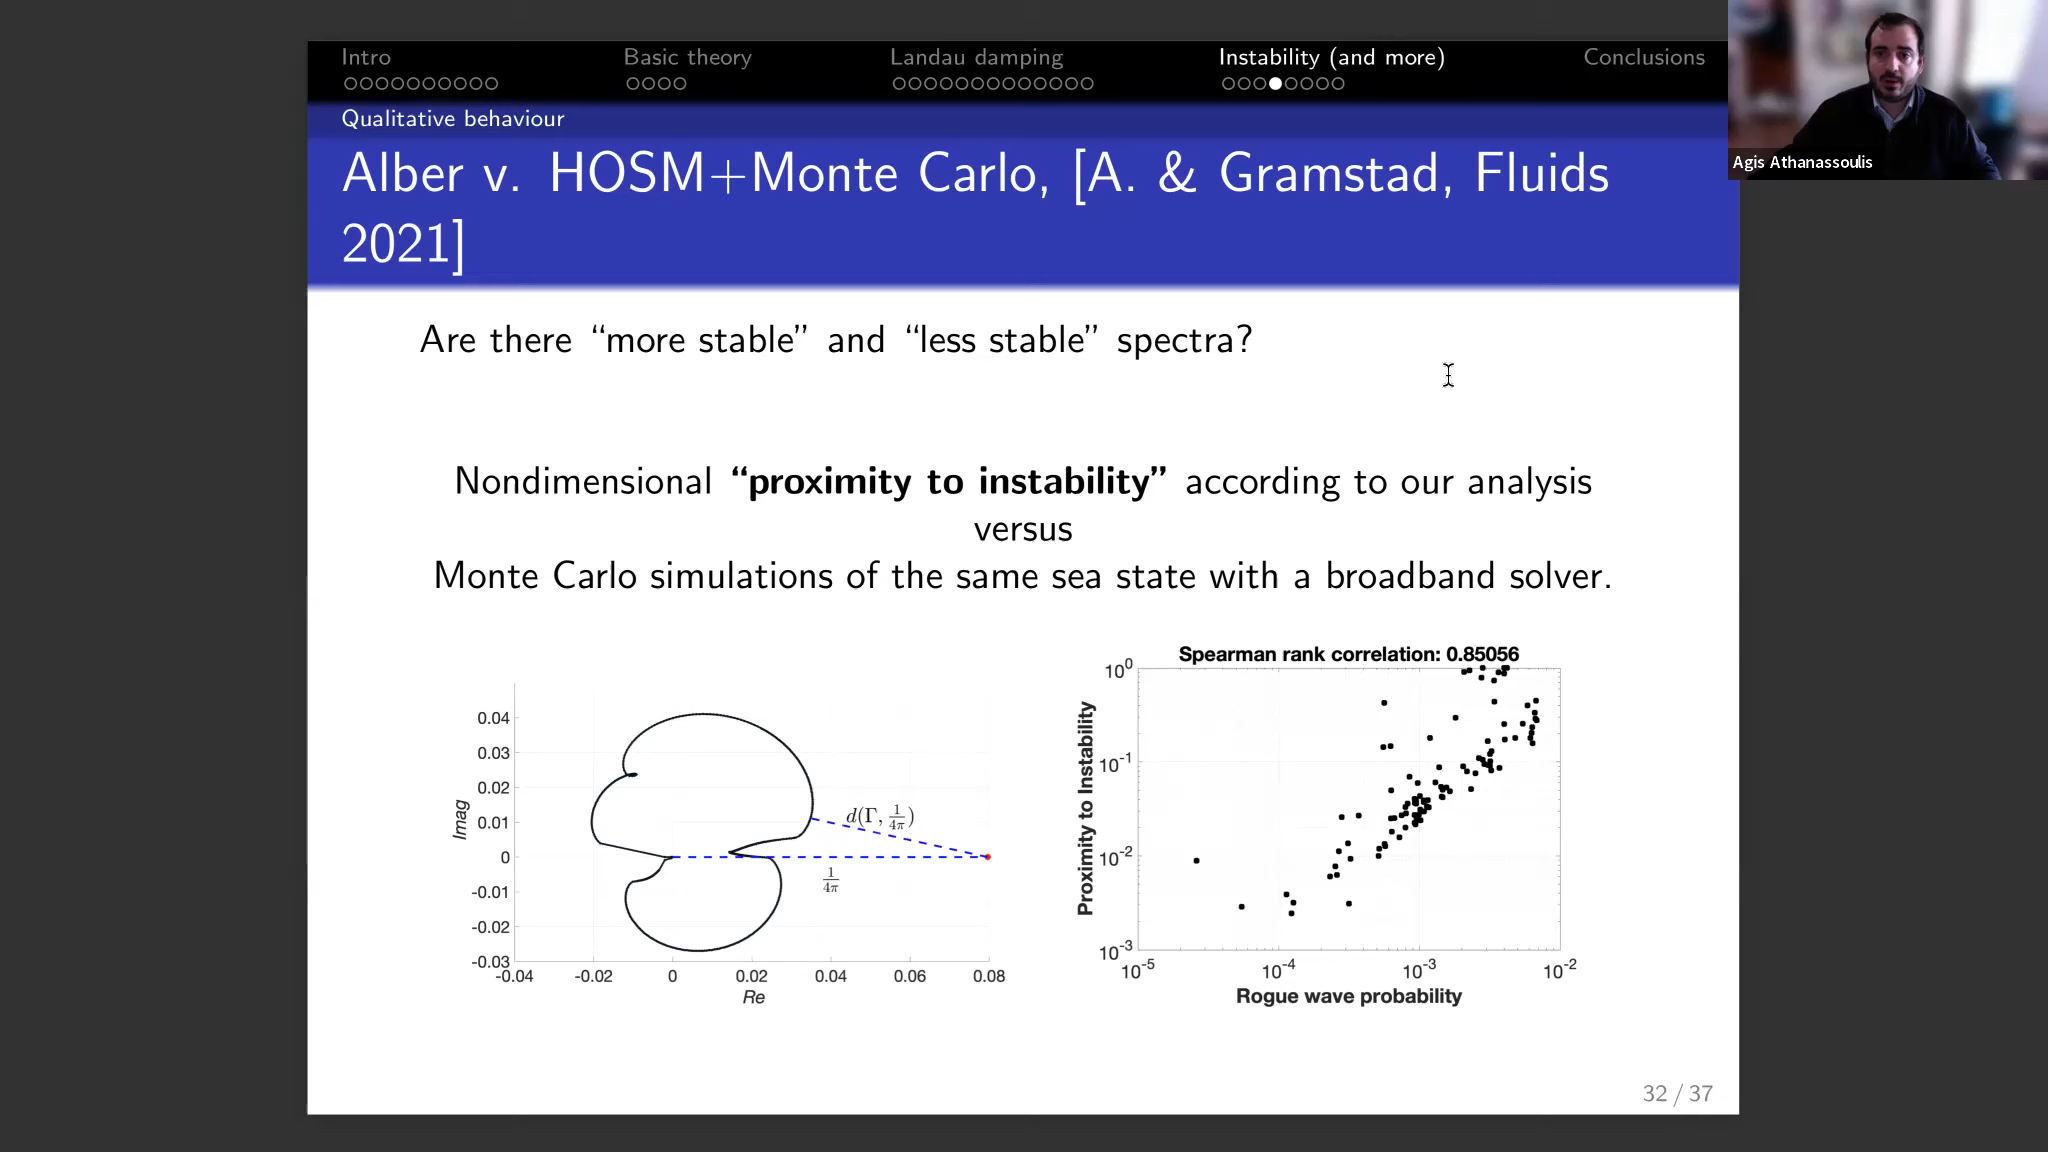 Intro
Basic theory
Landau damping
Instability (and more)
Conclusions
Agis Athanassoulis
Qualitative behaviour
Alber v. HOSM+Monte Carlo, [A. & Gramstad, Fluids
2021]
Are there “more stable” and “less stable” spectra?
Nondimensional “proximity to instability” according to our analysis
versus
Monte Carlo simulations of the same sea state with a broadband solver.
0.04
0.03
0.02
0.01
0
-0.01
-0.02
-0.03
Imag
-0.04
-0.02
0
0.02
0.04
0.06
0.08
Re
d(Γ, 1/4π)
1/4π
Spearman rank correlation: 0.85056
10^0
10^-1
10^-2
10^-3
Proximity to Instability
10^-5
10^-4
10^-3
10^-2
Rogue wave probability
32 / 37